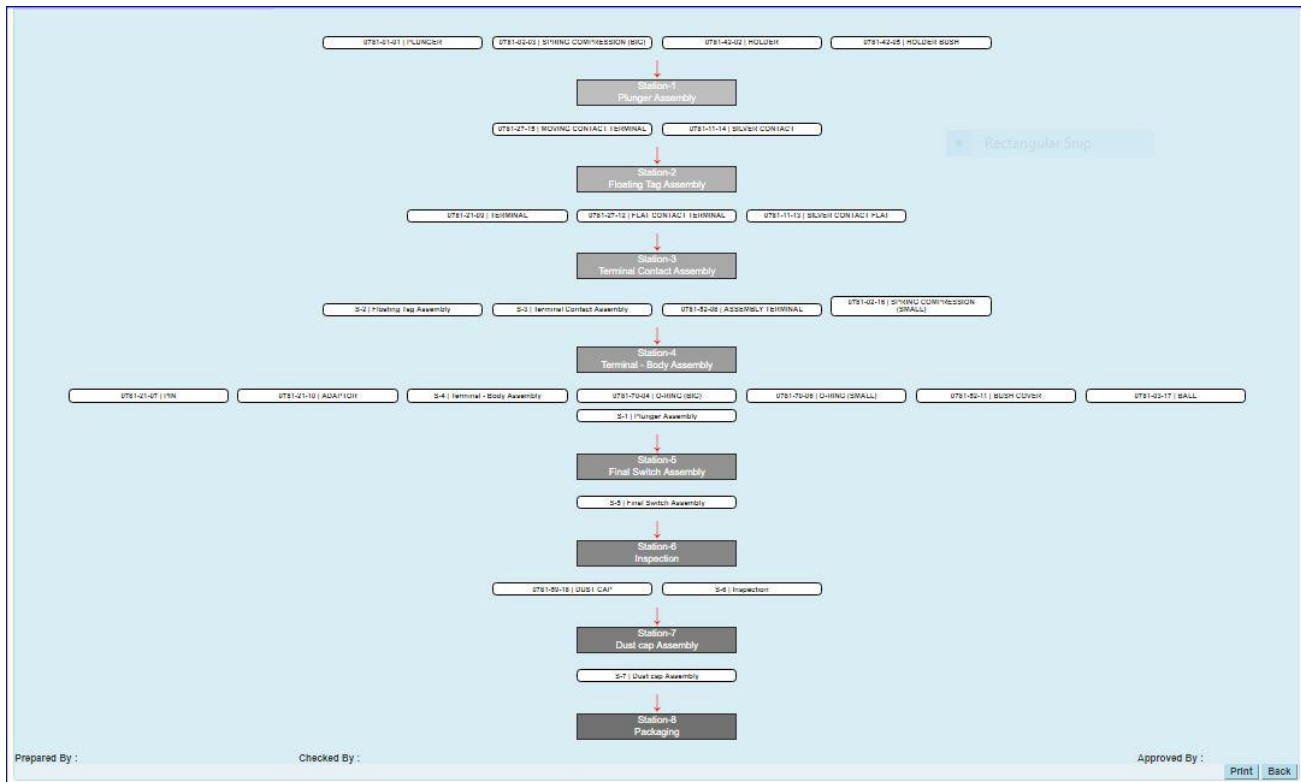 0781-01-01 | PLUNGER
0781-02-03 | SPRING COMPRESSION (BIG)
0781-42-02 | HOLDER
0781-42-05 | HOLDER BUSH
Station-1
Plunger Assembly
0781-27-15 | MOVING CONTACT TERMINAL
0781-11-14 | SILVER CONTACT
Rectangular Snip
Station-2
Floating Tag Assembly
0781-21-09 | TERMINAL
0781-27-12 | FLAT CONTACT TERMINAL
0781-11-13 | SILVER CONTACT FLAT
Station-3
Terminal Contact Assembly
S-2 | Floating Tag Assembly
S-3 | Terminal Contact Assembly
0781-52-08 | ASSEMBLY TERMINAL
0781-02-16 | SPRING COMPRESSION
(SMALL)
Station-4
Terminal - Body Assembly
0781-21-07 | PIN
0781-21-10 | ADAPTOR
S-4 | Terminal - Body Assembly
0781-70-04 | O-RING (BIG)
0781-70-06 | O-RING (SMALL)
0781-52-11 | BUSH COVER
0781-03-17 | BALL
S-1 | Plunger Assembly
Station-5
Final Switch Assembly
S-5 | Final Switch Assembly
Station-6
Inspection
0781-59-18 | DUST CAP
S-6 | Inspection
Station-7
Dust cap Assembly
S-7 | Dust cap Assembly
Station-8
Packaging
Prepared By :
Checked By :
Approved By :
Print
Back